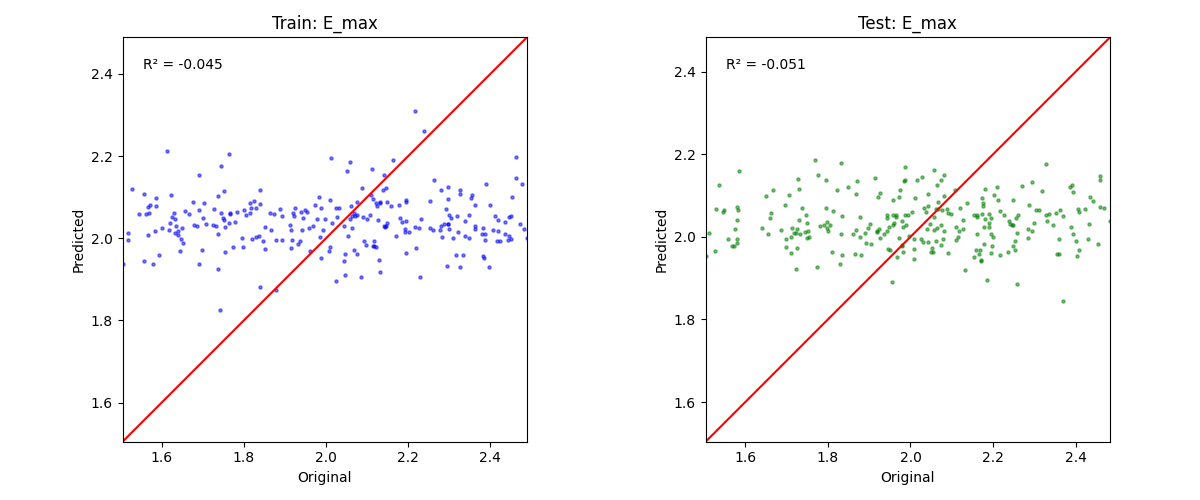 Train: E_max
R² = -0.045
2.4
2.2
2.0
1.8
1.6
Predicted
1.6 1.8 2.0 2.2 2.4
Original
Test: E_max
R² = -0.051
2.4
2.2
2.0
1.8
1.6
Predicted
1.6 1.8 2.0 2.2 2.4
Original